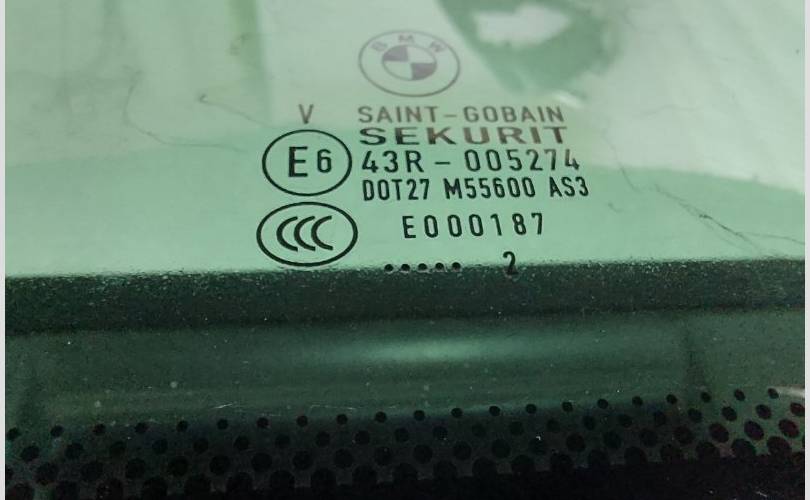 BMW
V SAINT-GOBAIN
SEKURIT
E6 43R-005274
DOT27 M55600 AS3
CCC E000187
..... 2